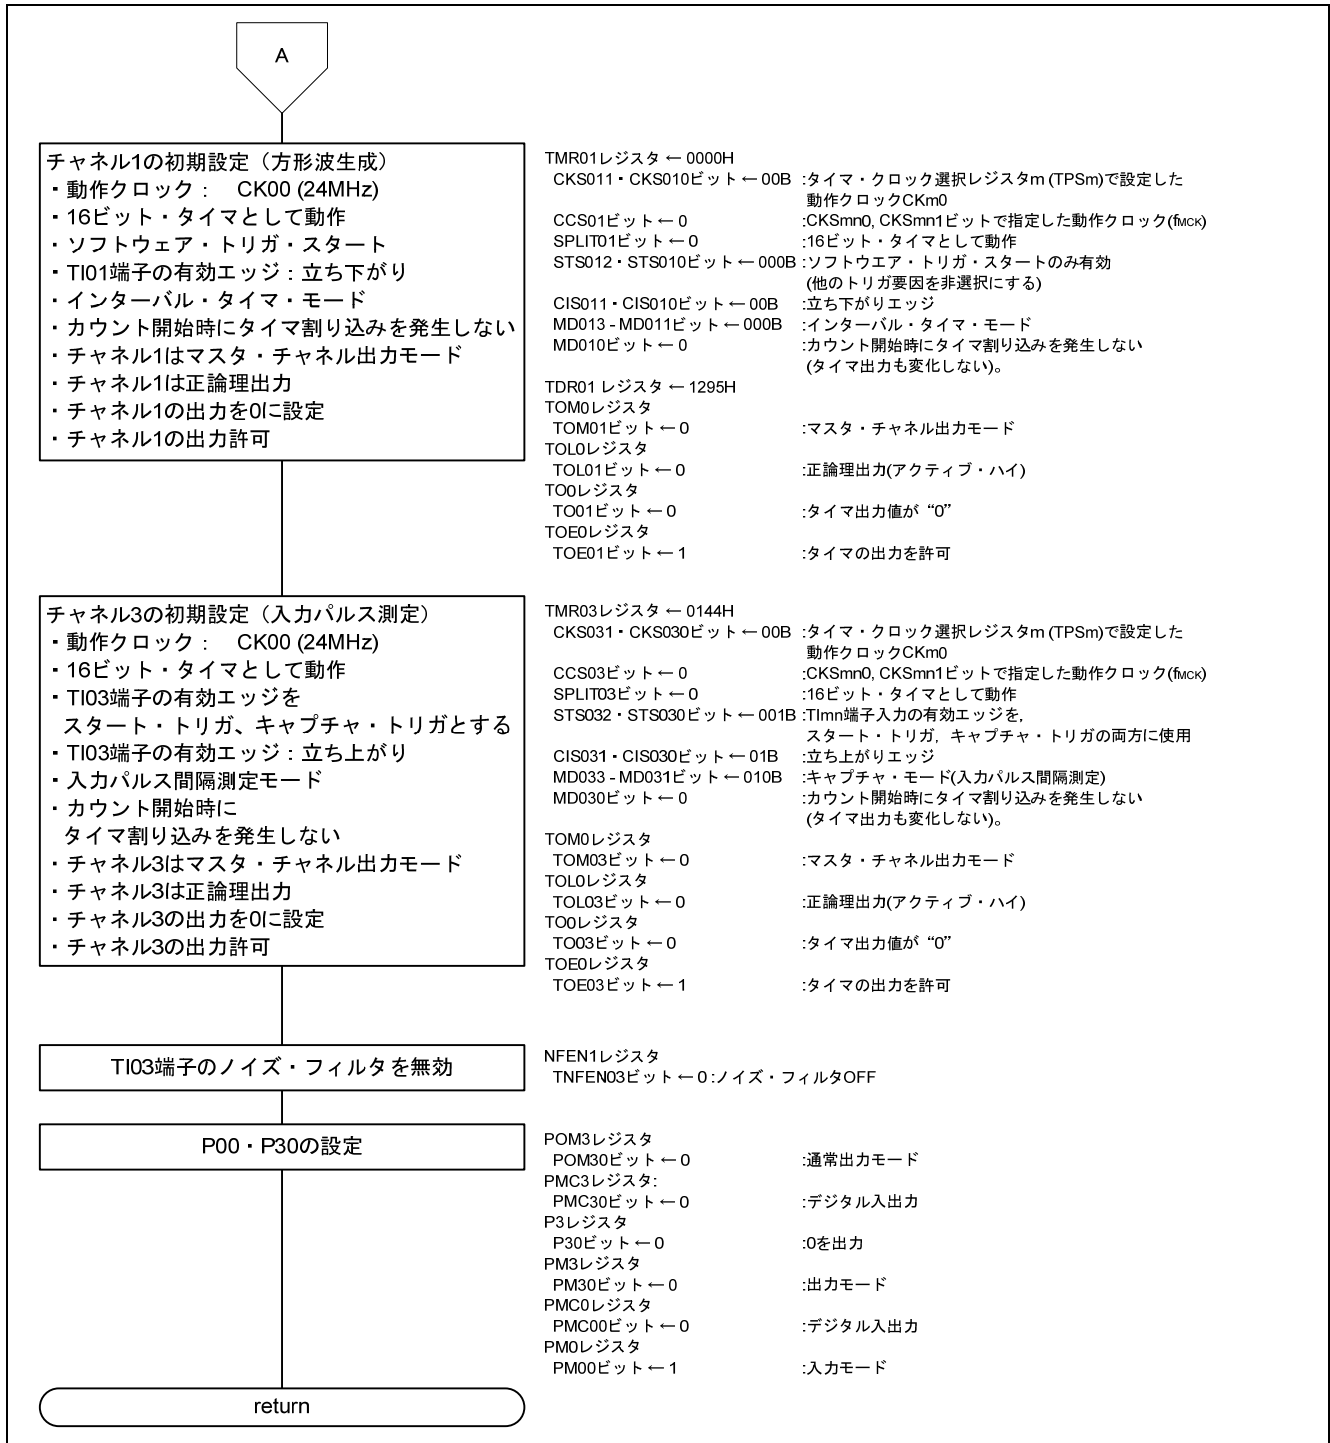 A
チャネル1の初期設定（方形波生成）
・動作クロック： CK00 (24MHz)
・16ビット・タイマとして動作
・ソフトウェア・トリガ・スタート
・TI01端子の有効エッジ：立ち下がり
・インターバル・タイマ・モード
・カウント開始時にタイマ割り込みを発生しない
・チャネル1はマスタ・チャネル出力モード
・チャネル1は正論理出力
・チャネル1の出力を0に設定
・チャネル1の出力許可
TMR01レジスタ ← 0000H
CKS011・CKS010ビット ← 00B :タイマ・クロック選択レジスタm (TPSm)で設定した
動作クロックCKm0
CCS01ビット ← 0 :CKSmn0, CKSmn1ビットで指定した動作クロック(fMCK)
SPLIT01ビット ← 0 :16ビット・タイマとして動作
STS012・STS010ビット ← 000B :ソフトウエア・トリガ・スタートのみ有効
(他のトリガ要因を非選択にする)
CIS011・CIS010ビット ← 00B :立ち下がりエッジ
MD013 - MD011ビット ← 000B :インターバル・タイマ・モード
MD010ビット ← 0 :カウント開始時にタイマ割り込みを発生しない
(タイマ出力も変化しない)。
TDR01 レジスタ ← 1295H
TOM0レジスタ
TOM01ビット ← 0 :マスタ・チャネル出力モード
TOL0レジスタ
TOL01ビット ← 0 :正論理出力(アクティブ・ハイ)
TO0レジスタ
TO01ビット ← 0 :タイマ出力値が“0”
TOE0レジスタ
TOE01ビット ← 1 :タイマの出力を許可
チャネル3の初期設定（入力パルス測定）
・動作クロック： CK00 (24MHz)
・16ビット・タイマとして動作
・TI03端子の有効エッジを
スタート・トリガ、キャプチャ・トリガとする
・TI03端子の有効エッジ：立ち上がり
・入力パルス間隔測定モード
・カウント開始時に
タイマ割り込みを発生しない
・チャネル3はマスタ・チャネル出力モード
・チャネル3は正論理出力
・チャネル3の出力を0に設定
・チャネル3の出力許可
TMR03レジスタ ← 0144H
CKS031・CKS030ビット ← 00B :タイマ・クロック選択レジスタm (TPSm)で設定した
動作クロックCKm0
CCS03ビット ← 0 :CKSmn0, CKSmn1ビットで指定した動作クロック(fMCK)
SPLIT03ビット ← 0 :16ビット・タイマとして動作
STS032・STS030ビット ← 001B :TImn端子入力の有効エッジを,
スタート・トリガ, キャプチャ・トリガの両方に使用
CIS031・CIS030ビット ← 01B :立ち上がりエッジ
MD033 - MD031ビット ← 010B :キャプチャ・モード(入力パルス間隔測定)
MD030ビット ← 0 :カウント開始時にタイマ割り込みを発生しない
(タイマ出力も変化しない)。
TOM0レジスタ
TOM03ビット ← 0 :マスタ・チャネル出力モード
TOL0レジスタ
TOL03ビット ← 0 :正論理出力(アクティブ・ハイ)
TO0レジスタ
TO03ビット ← 0 :タイマ出力値が“0”
TOE0レジスタ
TOE03ビット ← 1 :タイマの出力を許可
TI03端子のノイズ・フィルタを無効
NFEN1レジスタ
TNFEN03ビット ← 0 :ノイズ・フィルタOFF
P00・P30の設定
POM3レジスタ
POM30ビット ← 0 :通常出力モード
PMC3レジスタ:
PMC30ビット ← 0 :デジタル入出力
P3レジスタ
P30ビット ← 0 :0を出力
PM3レジスタ
PM30ビット ← 0 :出力モード
PMC0レジスタ
PMC00ビット ← 0 :デジタル入出力
PM0レジスタ
PM00ビット ← 1 :入力モード
return